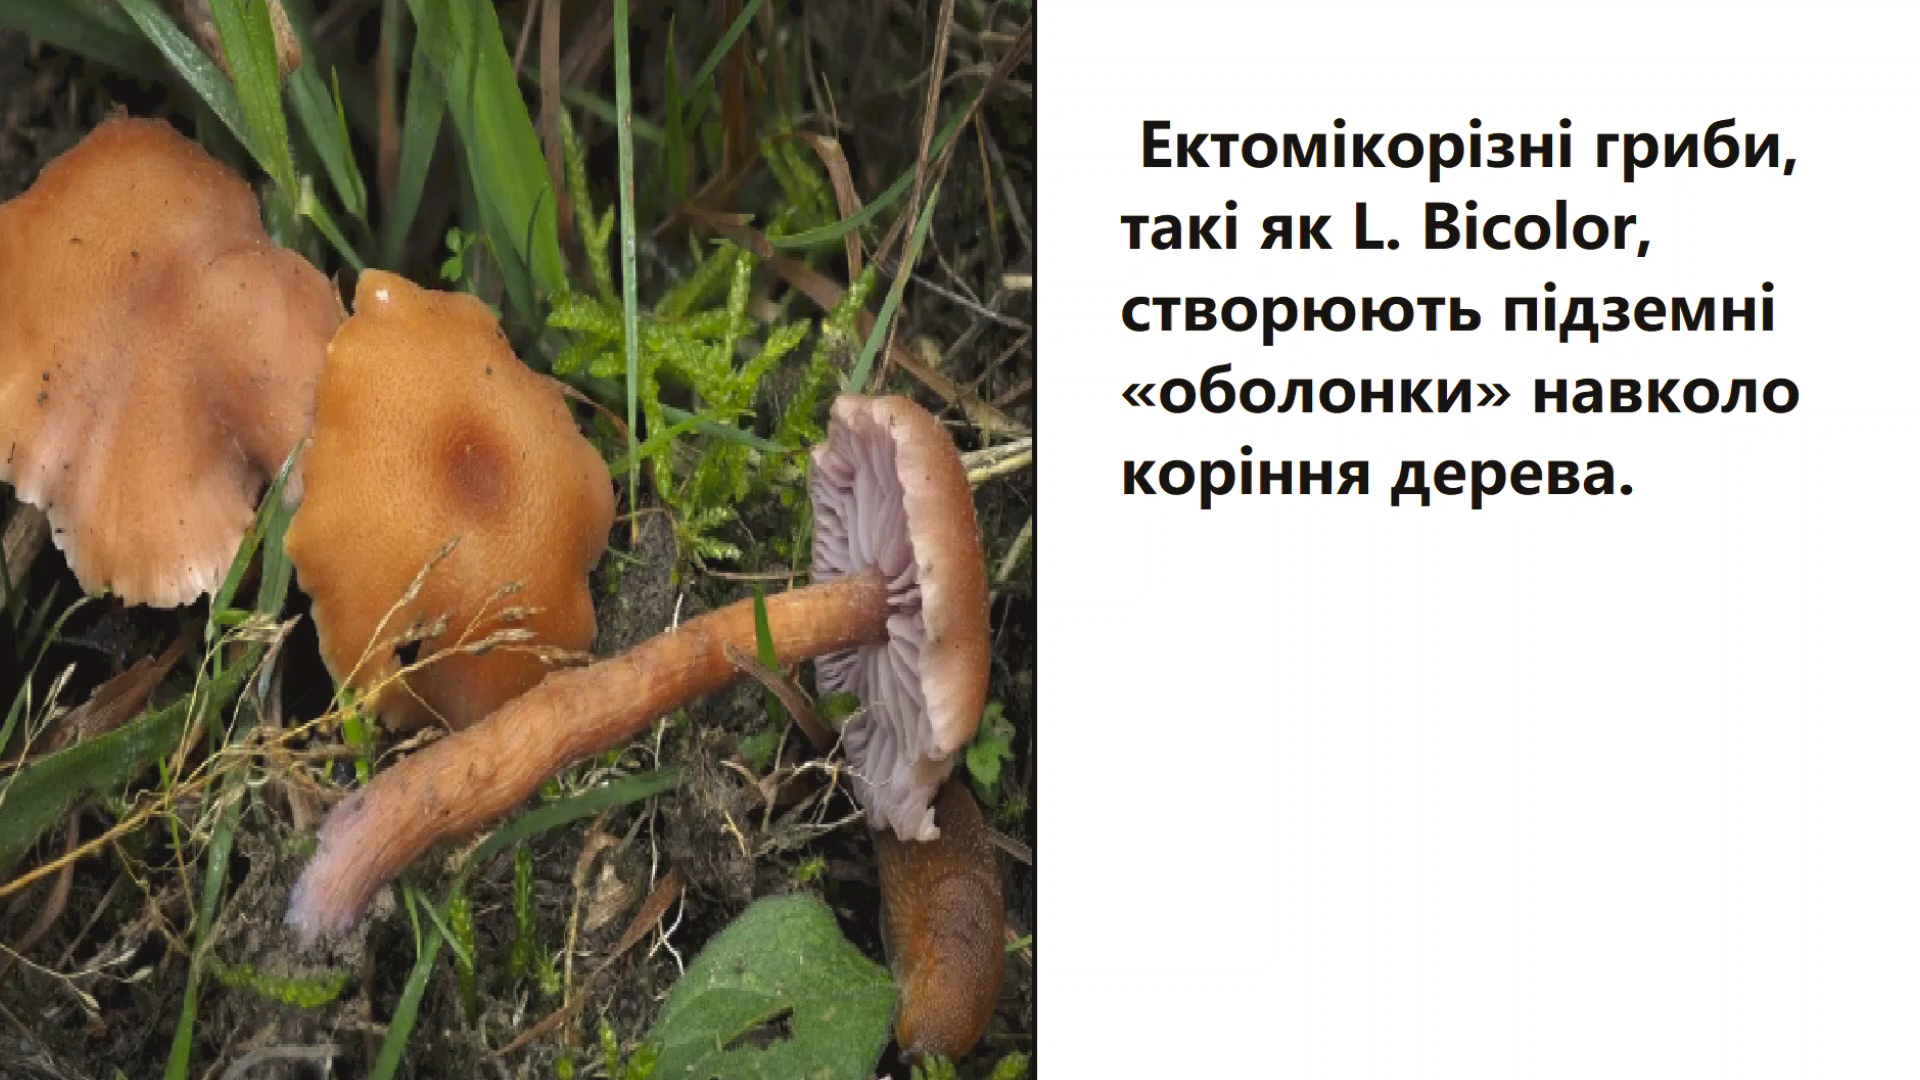 Ектомікорізні гриби,
такі як L. Bicolor,
створюють підземні
«оболонки» навколо
коріння дерева.